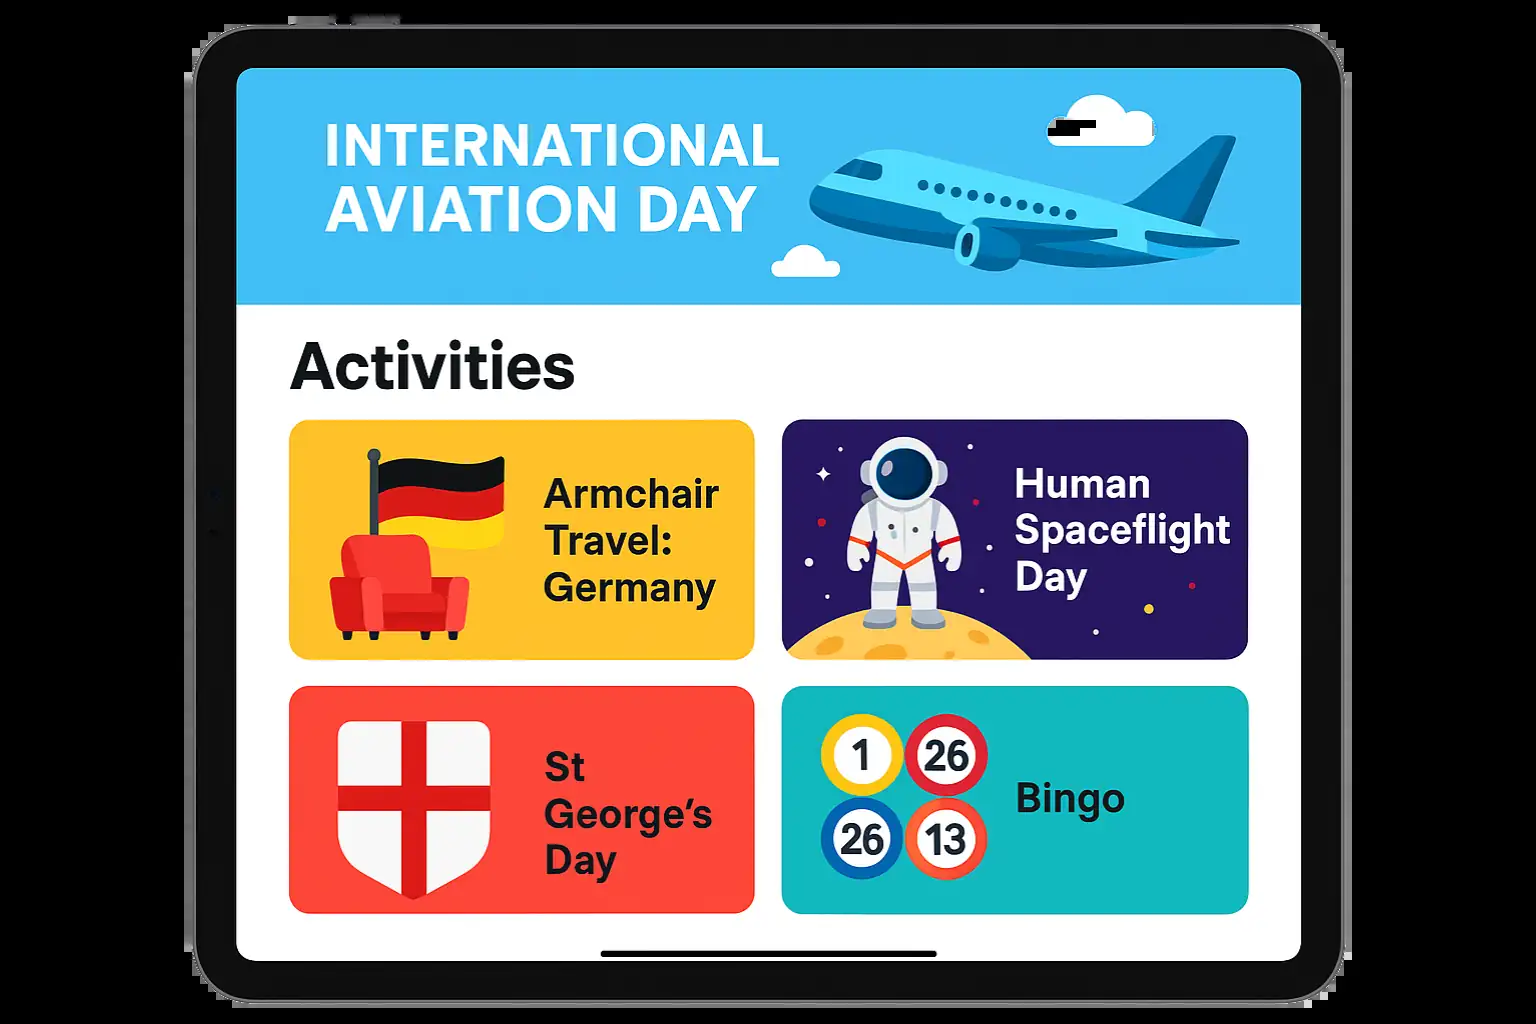 INTERNATIONAL
AVIATION DAY
Activities
Armchair
Travel:
Germany
Human
Spaceflight
Day
St
George’s
Day
1
26
26
13
Bingo